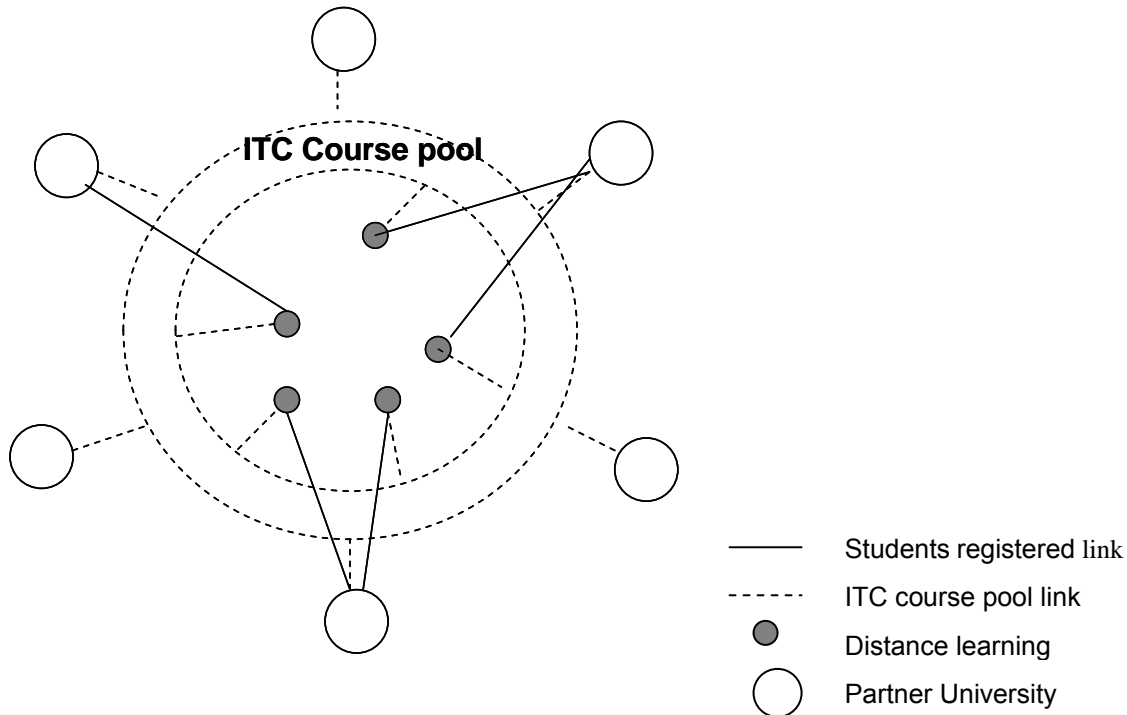 ITC Course pool
Students registered link
ITC course pool link
Distance learning
Partner University